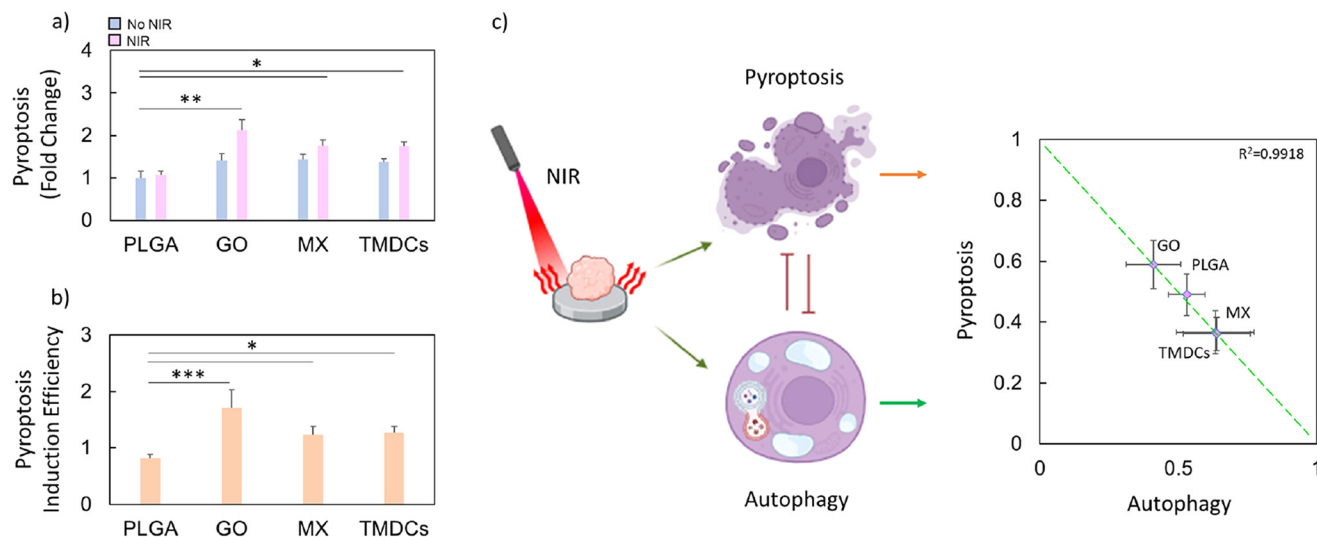 a)
No NIR
NIR
Pyroptosis
(Fold Change)
4
3
2
1
0
*
**
PLGA GO MX TMDCs
b)
Pyroptosis
Induction Efficiency
3
2
1
0
*
***
PLGA GO MX TMDCs
c)
NIR
Pyroptosis
Autophagy
Pyroptosis
1
0.8
0.6
0.4
0.2
0
R²=0.9918
GO
PLGA
MX
TMDCs
0 0.5 1
Autophagy